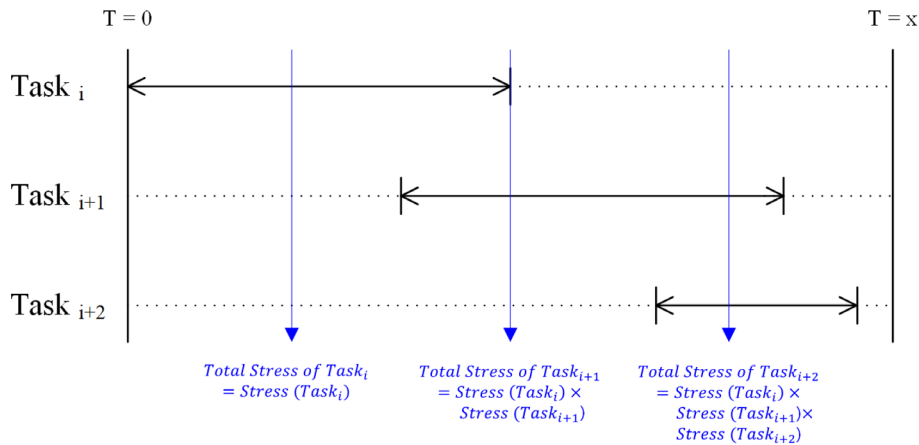 T = 0
T = x
Task i
Task i+1
Task i+2
Total Stress of Taski
= Stress (Taski)
Total Stress of Taski+1
= Stress (Taski) ×
Stress (Taski+1)
Total Stress of Taski+2
= Stress (Taski) ×
Stress (Taski+1)×
Stress (Taski+2)